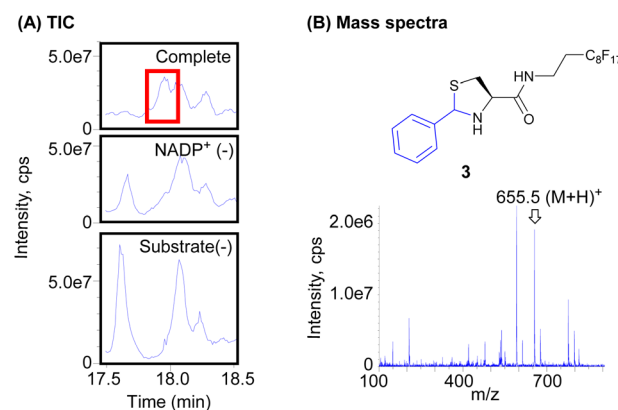 (A) TIC
(B) Mass spectra
5.0e7
0
Complete
5.0e7
0
NADP+ (-)
5.0e7
0
Substrate(-)
Intensity, cps
17.5 18.0 18.5
Time (min)
C8F17
HN
S
O
NH
3
655.5 (M+H)+
2.0e6
1.0e7
0
Intensity, cps
100 400 700
m/z